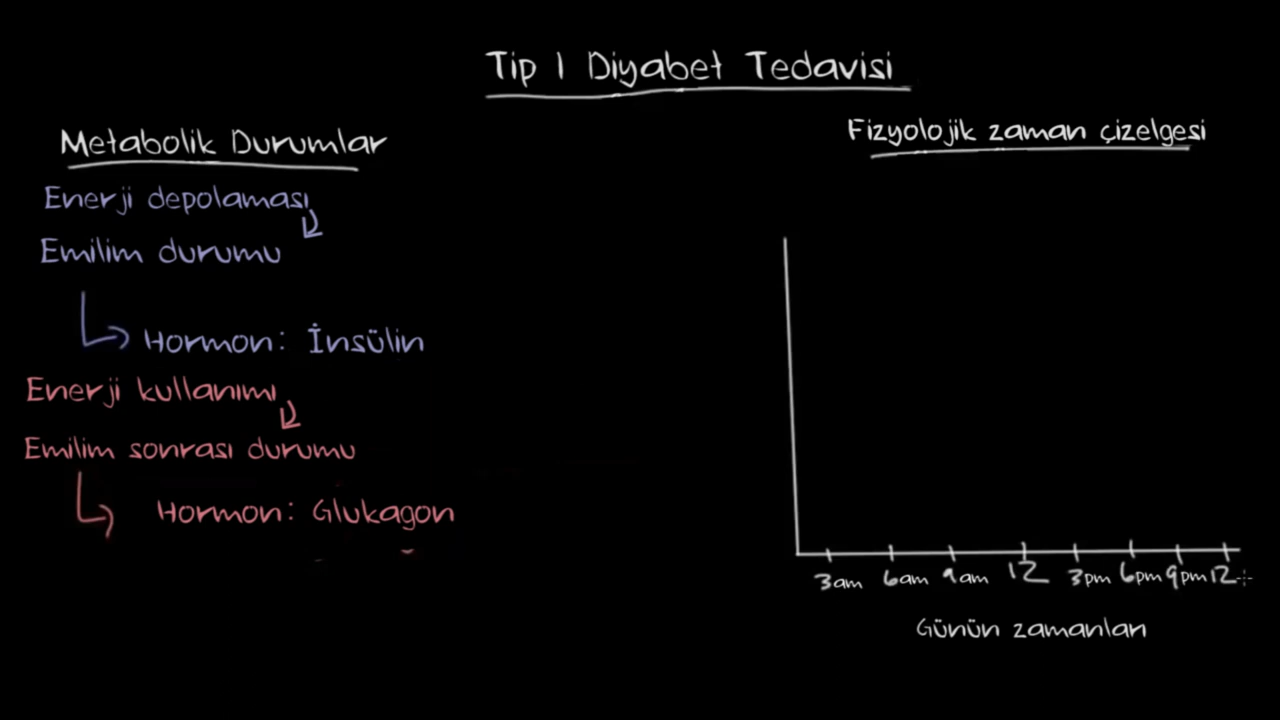 Tip 1 Diyabet Tedavisi
Metabolik Durumlar
Enerji depolaması
Emilim durumu
Hormon: İnsülin
Enerji kullanımı
Emilim sonrası durumu
Hormon: Glukagon
Fizyolojik zaman çizelgesi
3am 6am 9am 12 3pm 6pm 9pm 12
Günün zamanları